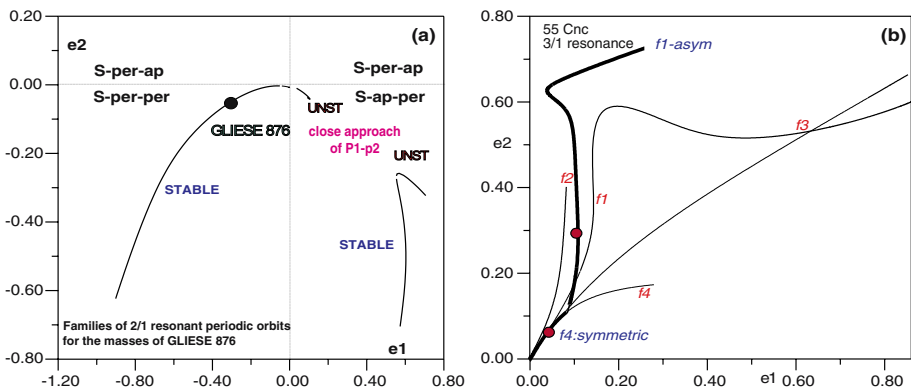 0.20
(a)
e2
S-per-ap
S-per-ap
0.00
S-per-per
S-ap-per
UNST
GLIESE 876
close approach
of P1-p2
-0.20
UNST
STABLE
-0.40
STABLE
-0.60
Families of 2/1 resonant periodic orbits
for the masses of GLIESE 876
e1
-0.80
-1.20
-0.80
-0.40
0.00
0.40
0.80
0.80
55 Cnc
3/1 resonance
f1-asym
(b)
0.60
f3
e2
0.40
f2
f1
0.20
f4
f4:symmetric
0.00
0.00
0.20
0.40
e1
0.60
0.80